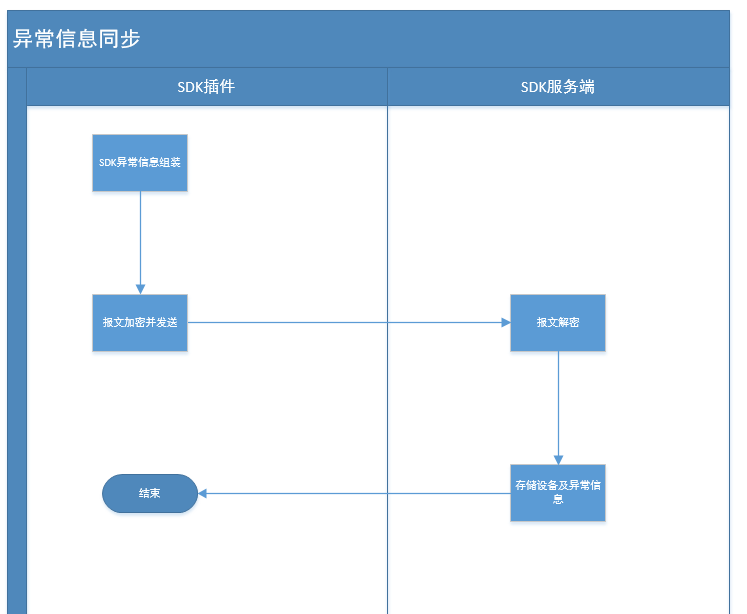 异常信息同步
SDK插件
SDK服务端
SDK异常信息组装
报文加密并发送
报文解密
结束
存储设备及异常信
息